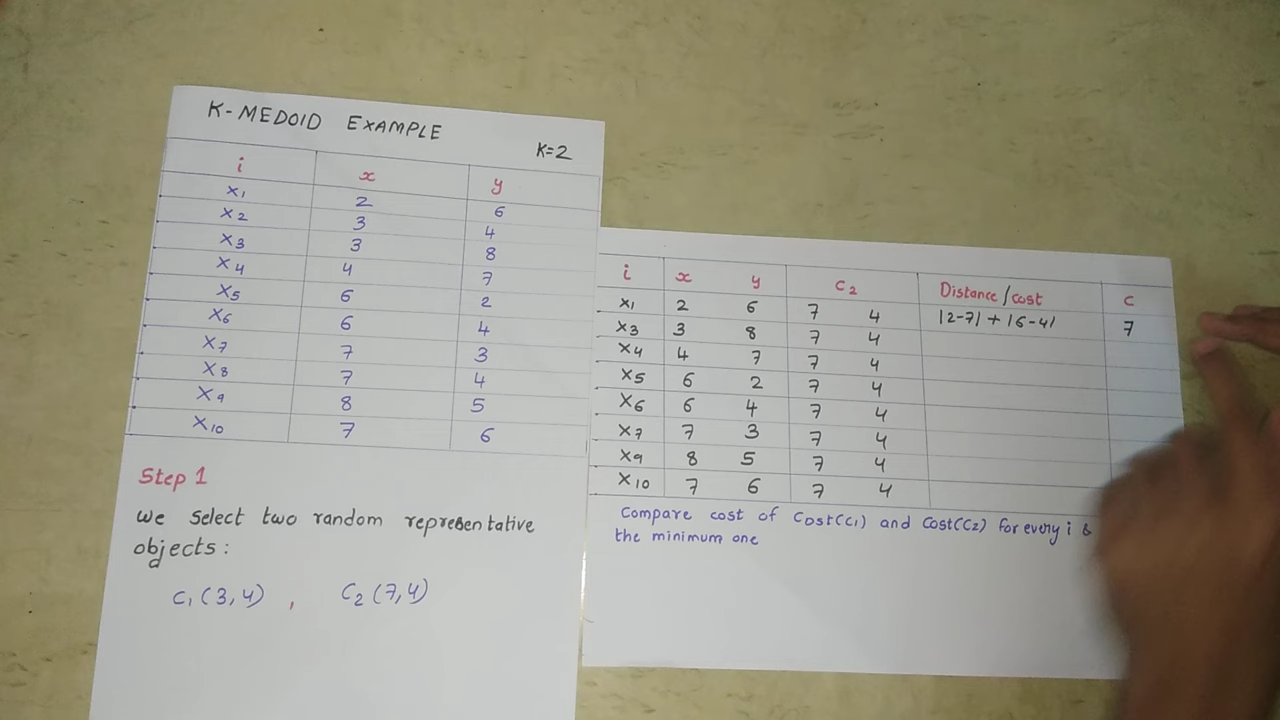 K-MEDOID EXAMPLE
K=2
i x y
X1 2 6
X2 3 4
X3 3 8
X4 4 7
X5 6 2
X6 6 4
X7 7 3
X8 7 4
X9 8 5
X10 7 6
Step 1
We select two random representative
objects:
C1(3,4) , C2(7,4)
i x y C2 Distance/cost C
X1 2 6 7 4 |2-7| + |6-4| 7
X3 3 8 7 4
X4 4 7 7 4
X5 6 2 7 4
X6 6 4 7 4
X7 7 3 7 4
X9 8 5 7 4
X10 7 6 7 4
Compare cost of Cost(C1) and Cost(C2) for every i &
the minimum one